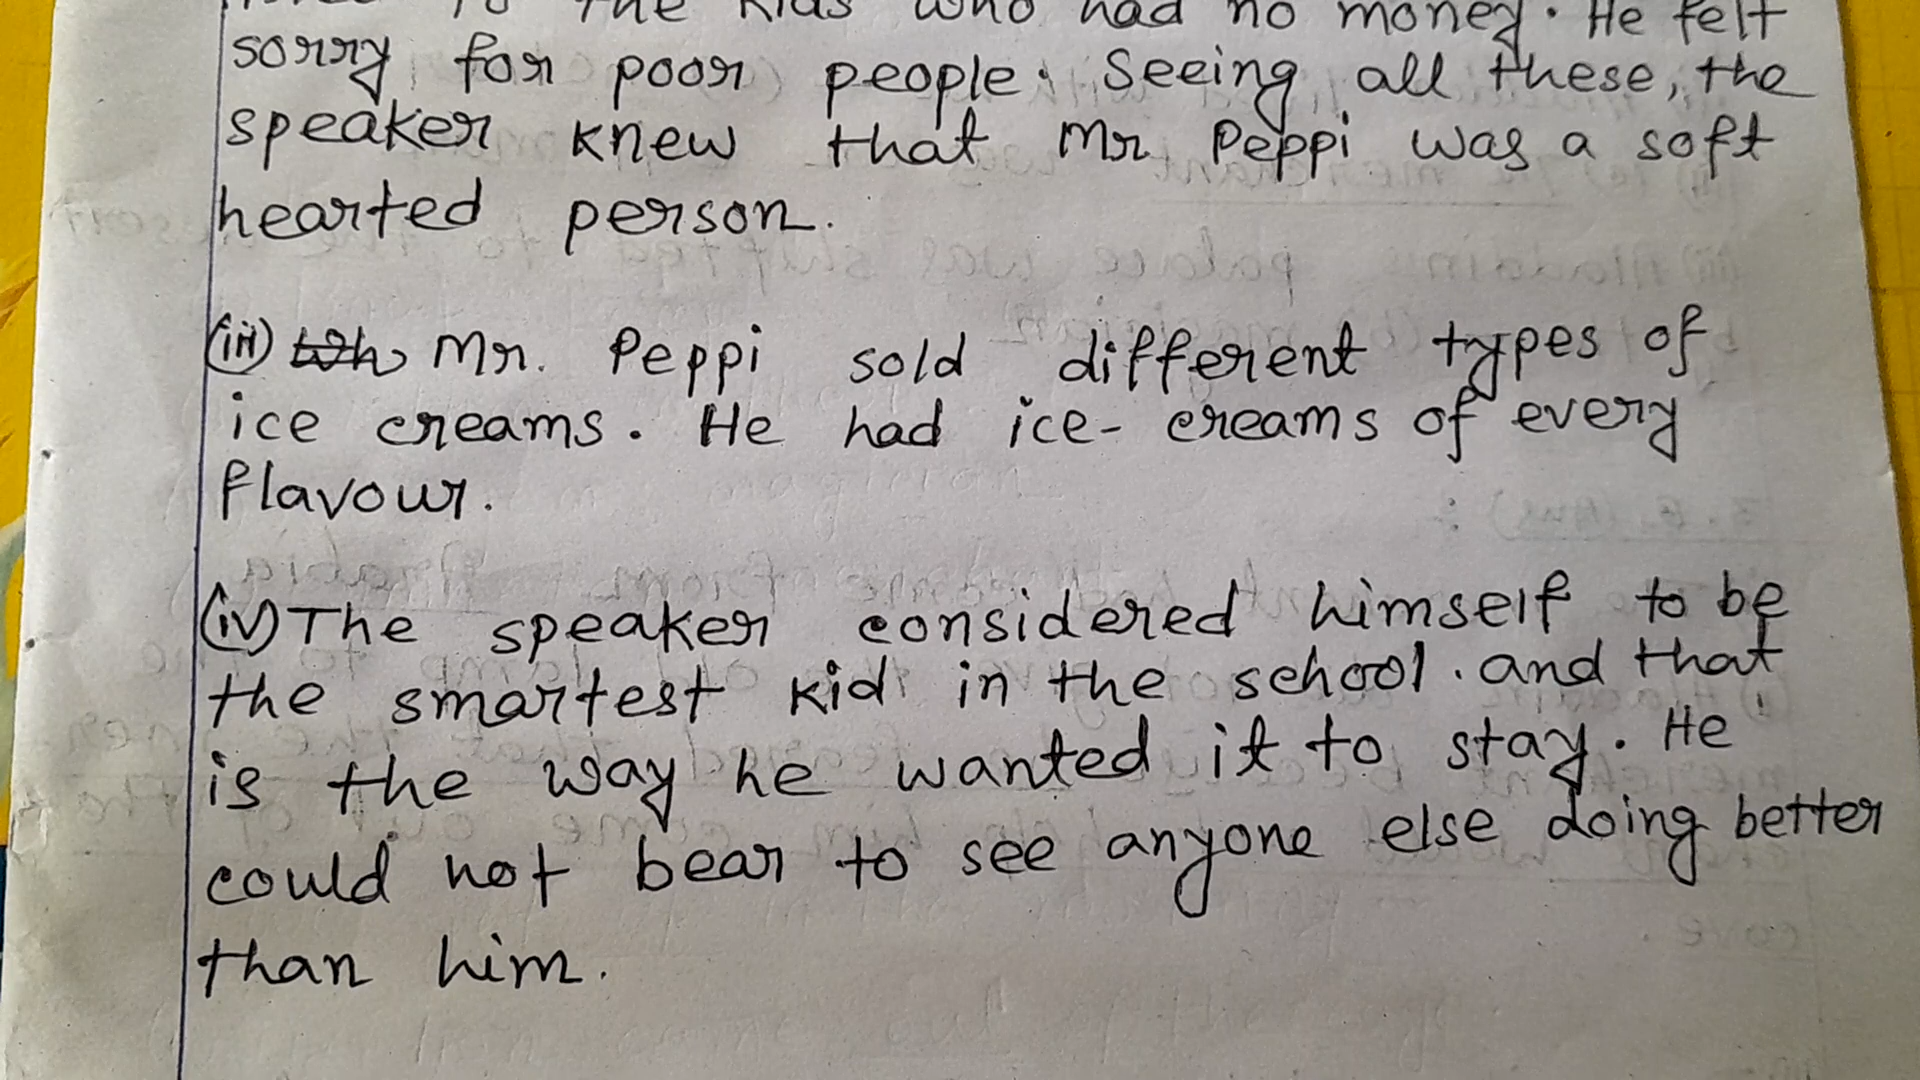 to the kids who had no money. He felt
sorry for poor people. Seeing all these, the
speaker knew that Mr Peppi was a soft
hearted person.
(iii) Mr. Peppi sold different types of
ice creams. He had ice-creams of every
flavour.
(iv) The speaker considered himself to be
the smartest kid in the school. and that
is the way he wanted it to stay. He
could not bear to see anyone else doing better
than him.